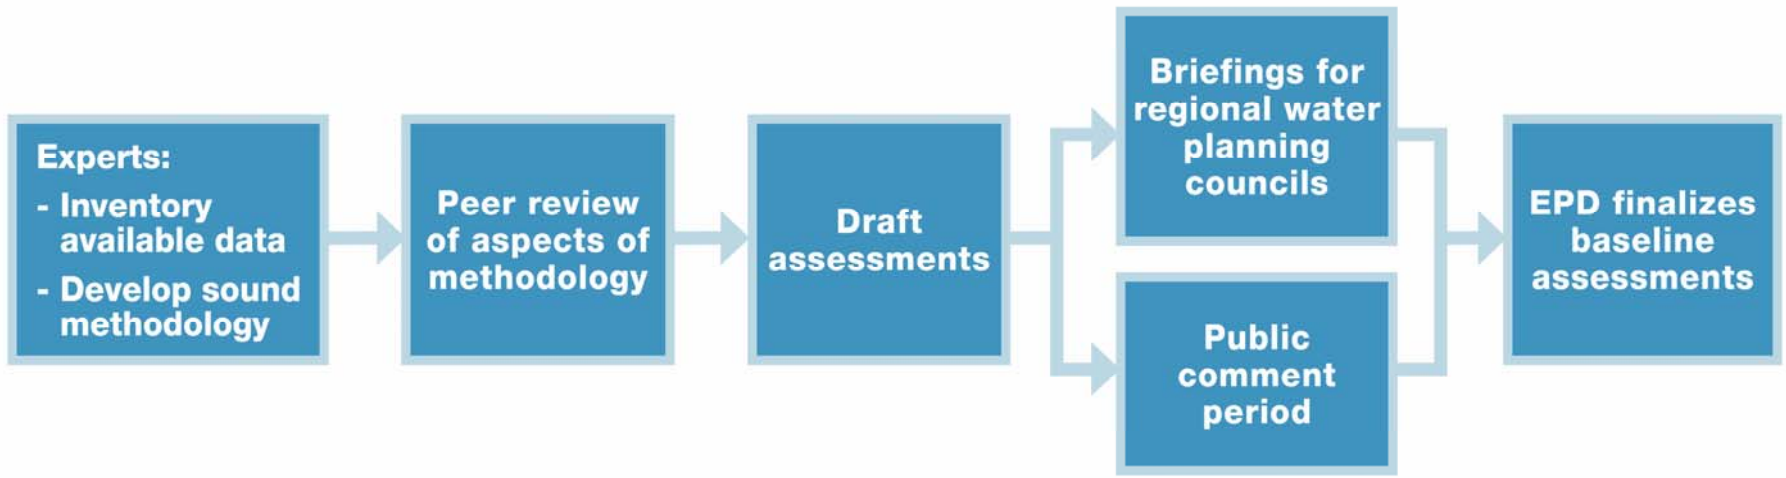 Experts:
- Inventory
available data
- Develop sound
methodology
Peer review
of aspects of
methodology
Draft
assessments
Briefings for
regional water
planning
councils
Public
comment
period
EPD finalizes
baseline
assessments